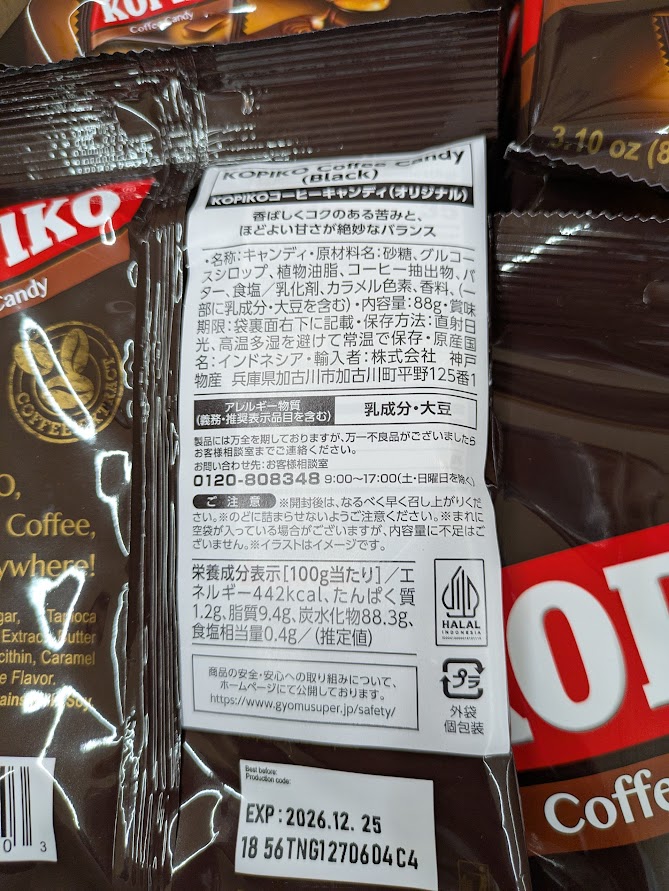 Coffee Candy
3.10 oz (8
IKO
Candy
KOPIKO Coffee Candy
(Black)
KOPIKOコーヒーキャンディ(オリジナル)
香ばしくコクのある苦みと、
ほどよい甘さが絶妙なバランス
・名称:キャンディ・原材料名:砂糖、グルコー
スシロップ、植物油脂、コーヒー抽出物、バ
ター、食塩/乳化剤、カラメル色素、香料、(一
部に乳成分・大豆を含む)・内容量:88g・賞味
期限:袋裏面右下に記載・保存方法:直射日
光、高温多湿を避けて常温で保存・原産国
名:インドネシア・輸入者:株式会社 神戸
物産 兵庫県加古川市加古川町平野125番1
アレルギー物質
(義務・推奨表示品目を含む)
乳成分・大豆
製品には万全を期しておりますが、万一不良品がございましたら
お客様相談室までご連絡ください。
お問い合わせ先:お客様相談室
0120-808348 9:00~17:00(土・日曜日を除く)
ご注意 ※開封後は、なるべく早く召し上がりくだ
さい。※のどに詰まらせないようご注意ください。※まれに
空袋が入っている場合がございますが、内容量に不足はご
ざいません。※イラストはイメージです。
栄養成分表示[100g当たり]/エ
ネルギー442kcal、たんぱく質
1.2g、脂質9.4g、炭水化物88.3g、
食塩相当量0.4g/(推定値)
HALAL
INDONESIA
商品の安全・安心への取り組みについて、
ホームページにて公開しております。
https://www.gyomusuper.jp/safety/
プラ
外袋
個包装
O,
Coffee,
ywhere!
gar, Tapioca
Extract, Butter
cithin, Caramel
e Flavor.
Soy
0 3
Best before:
Production code:
EXP:2026.12.25
18 56TNG1270604C4
KOP
Coffe